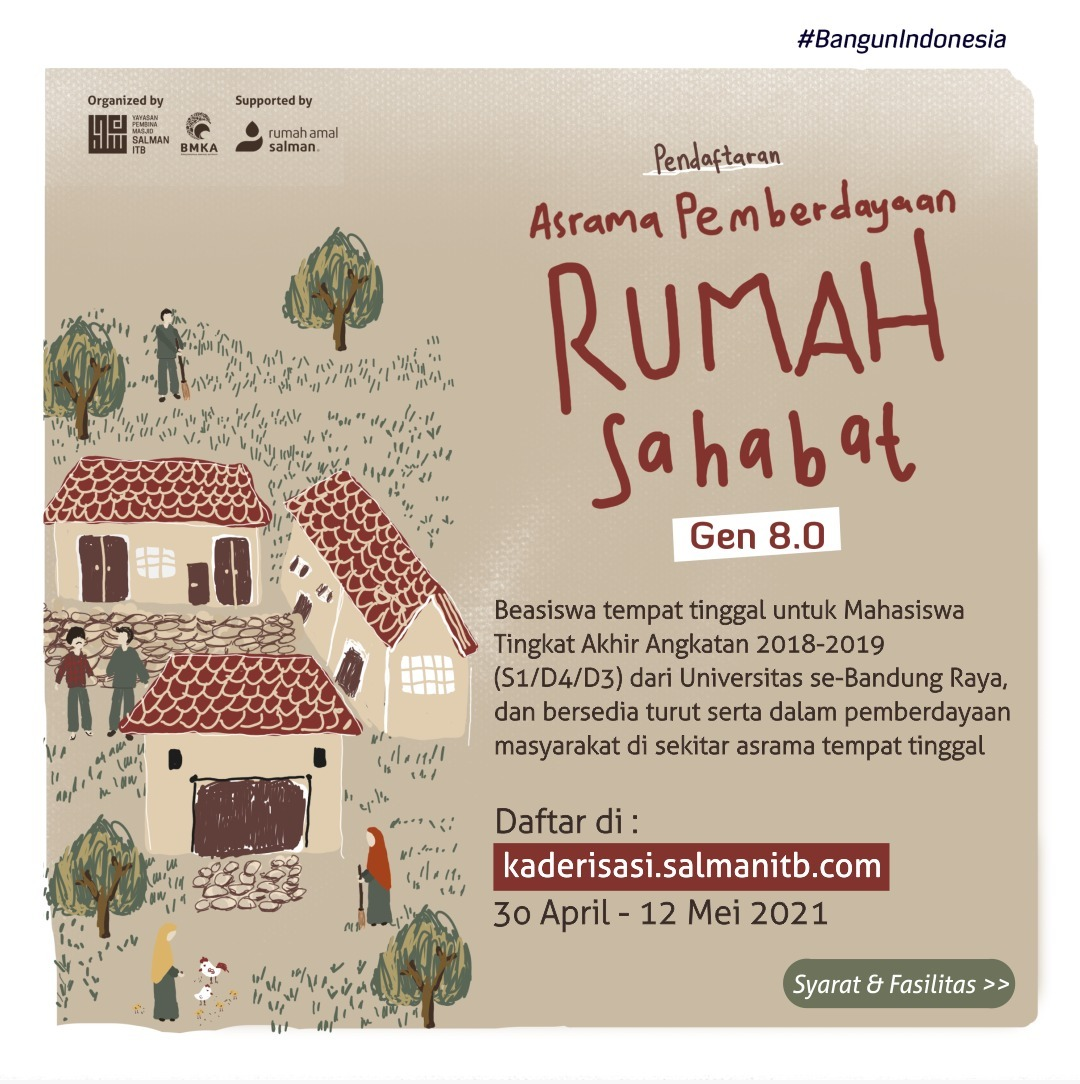 #BangunIndonesia
Organized by
Supported by
YAYASAN
PEMBINA
MASJID
SALMAN
ITB
BMKA
rumah amal
salman
Pendaftaran
Asrama Pemberdayaan
RUMAH
Sahabat
Gen 8.0
Beasiswa tempat tinggal untuk Mahasiswa
Tingkat Akhir Angkatan 2018-2019
(S1/D4/D3) dari Universitas se-Bandung Raya,
dan bersedia turut serta dalam pemberdayaan
masyarakat di sekitar asrama tempat tinggal
Daftar di :
kaderisasi.salmanitb.com
30 April - 12 Mei 2021
Syarat & Fasilitas >>